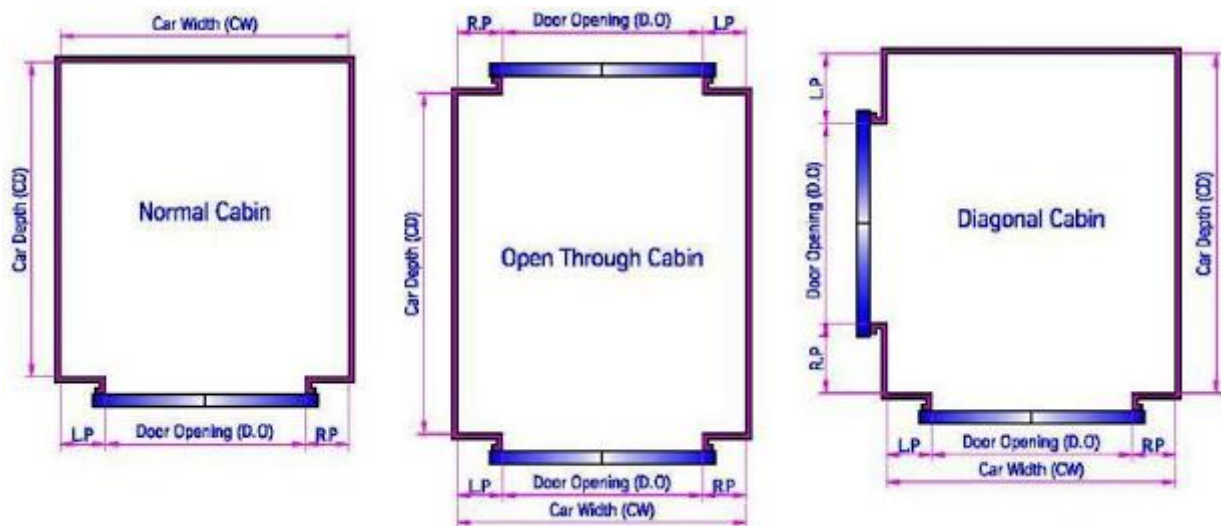 Car Width (CW)
Car Depth (CD)
Normal Cabin
L.P
Door Opening (D.O)
R.P
R.P
Door Opening (D.O)
L.P
Car Depth (CD)
Open Through Cabin
L.P
Door Opening (D.O)
R.P
Car Width (CW)
L.P
Door Opening (D.O)
R.P
Diagonal Cabin
Car Depth (CD)
L.P
Door Opening (D.O)
R.P
Car Width (CW)